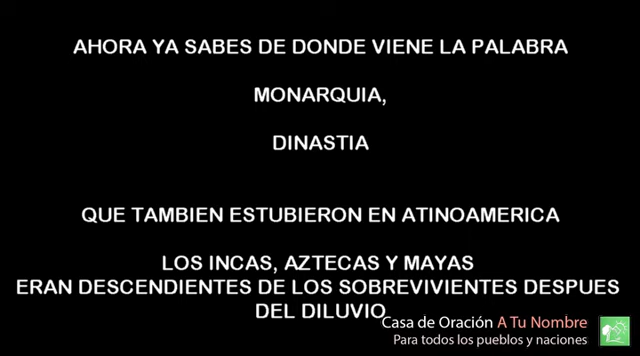 AHORA YA SABES DE DONDE VIENE LA PALABRA
MONARQUIA,
DINASTIA
QUE TAMBIEN ESTUBIERON EN ATINOAMERICA
LOS INCAS, AZTECAS Y MAYAS
ERAN DESCENDIENTES DE LOS SOBREVIVIENTES DESPUES
DEL DILUVIO
Casa de Oración A Tu Nombre
Para todos los pueblos y naciones